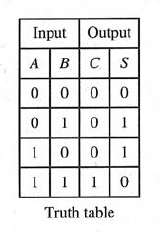 Input Output
A B C S
0 0 0 0
0 1 0 1
1 0 0 1
1 1 1 0
Truth table